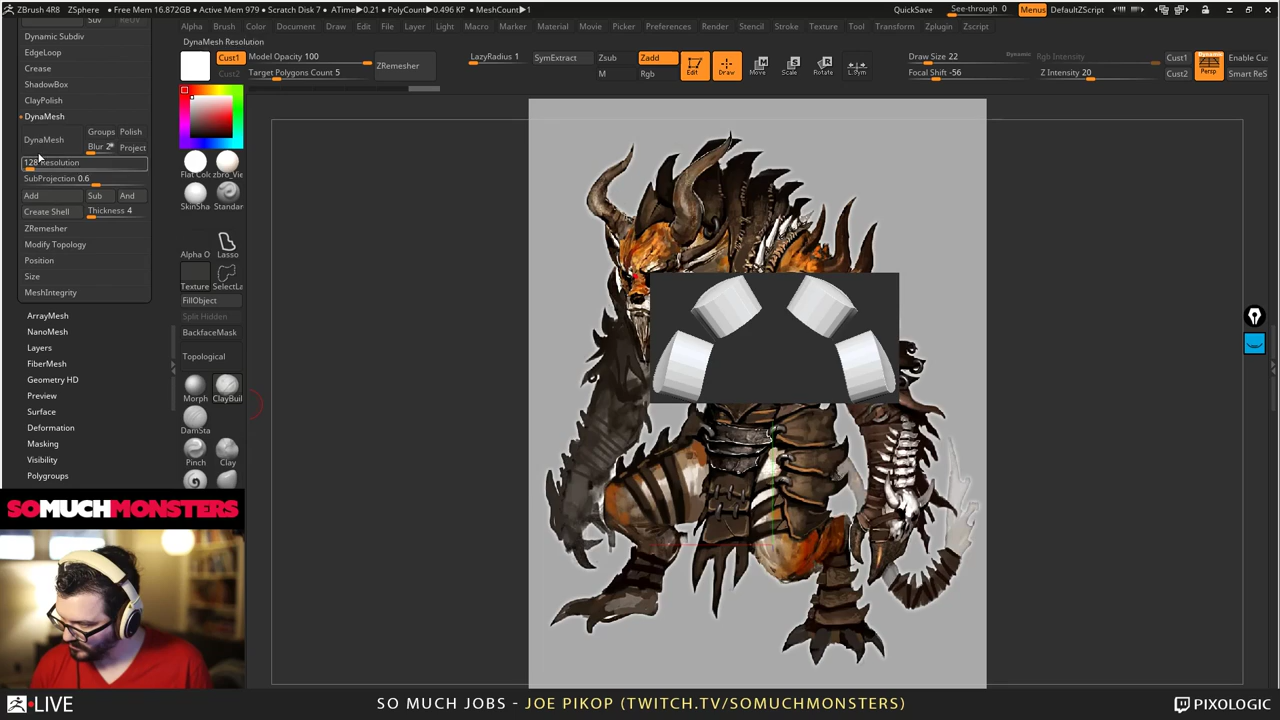 ZBrush 4R8 ZSphere • Free Mem 16.872GB • Active Mem 979 • Scratch Disk 7 • ATime▶0.21 • PolyCount▶0.496 KP • MeshCount▶1
QuickSave See-through 0 Menus DefaultZScript
Alpha Brush Color Document Draw Edit File Layer Light Macro Marker Material Movie Picker Preferences Render Stencil Stroke Texture Tool Transform Zplugin Zscript
DynaMesh Resolution
Cust1 Model Opacity 100 ZRemesher LazyRadius 1 SymExtract Zsub Zadd Edit Draw Move Scale Rotate L.Sym Draw Size 22 Dynamic Rgb Intensity Cust1 Dynamic Persp Enable Cu
Cust2 Target Polygons Count 5 M Rgb Focal Shift -56 Z Intensity 20 Cust2 Smart ReS
SubProjection 0.6
Suv
Dynamic Subdiv
EdgeLoop
Crease
ShadowBox
ClayPolish
DynaMesh
DynaMesh Groups Polish
Blur 2 Project
128 Resolution
Add Sub And
Create Shell Thickness 4
ZRemesher
Modify Topology
Position
Size
MeshIntegrity
ArrayMesh
NanoMesh
Layers
FiberMesh
Geometry HD
Preview
Surface
Deformation
Masking
Visibility
Polygroups
Flat Col zbro_Vie
SkinSha Standar
Alpha O Lasso
Texture SelectLa
FillObject
Split Hidden
BackfaceMask
Topological
Morph ClayBuil
DamSta
Pinch Clay
SOMUCHMONSTERS
LIVE
SO MUCH JOBS - JOE PIKOP (TWITCH.TV/SOMUCHMONSTERS)
PIXOLOGIC